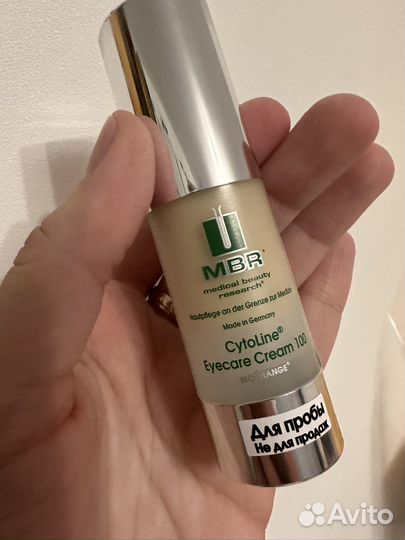 MBR®
medical beauty
research®
Hautpflege an der Grenze zur Medizin
Made in Germany
CytoLine®
Eyecare Cream 100
BIOCHANGE®
Для пробы
Не для продаж
Avito